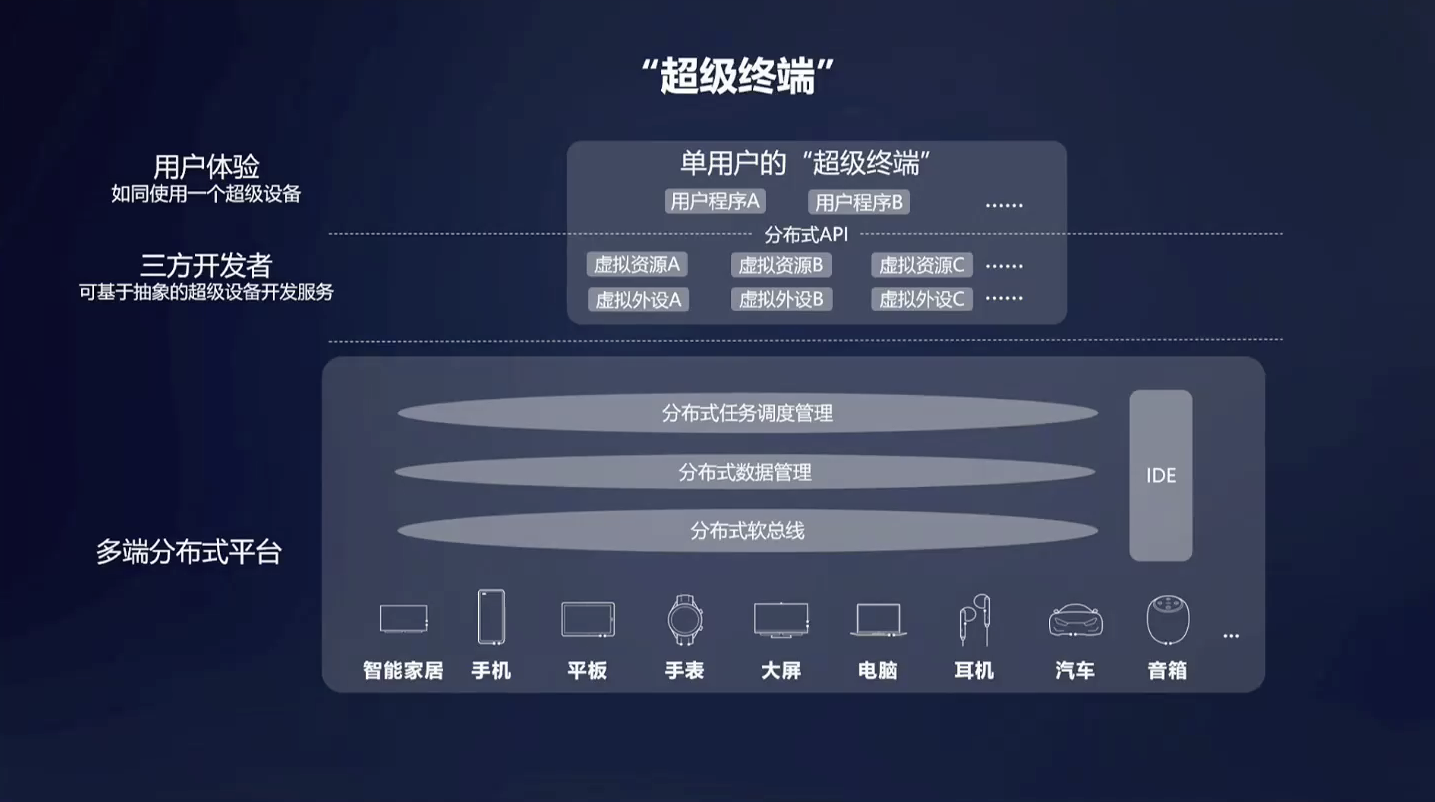 “超级终端”
用户体验
如同使用一个超级设备
单用户的“超级终端”
用户程序A 用户程序B ······
分布式API
三方开发者
可基于抽象的超级设备开发服务
虚拟资源A 虚拟资源B 虚拟资源C ······
虚拟外设A 虚拟外设B 虚拟外设C ······
多端分布式平台
分布式任务调度管理
分布式数据管理
分布式软总线
IDE
智能家居 手机 平板 手表 大屏 电脑 耳机 汽车 音箱 ...